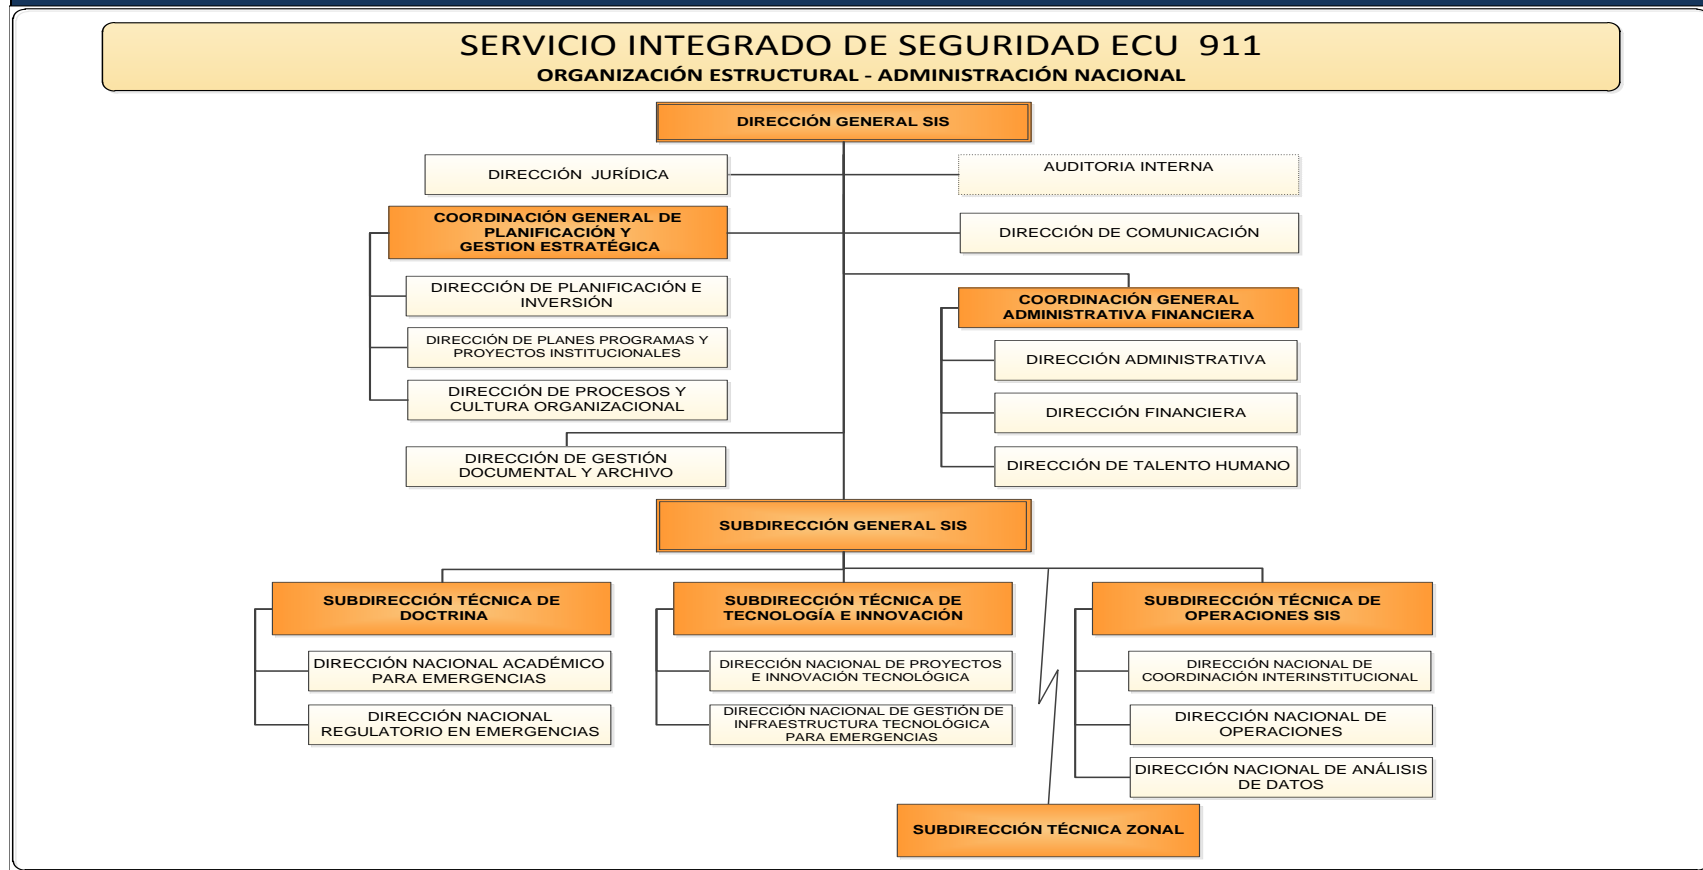 SERVICIO INTEGRADO DE SEGURIDAD ECU 911
ORGANIZACIÓN ESTRUCTURAL - ADMINISTRACIÓN NACIONAL
DIRECCIÓN GENERAL SIS
DIRECCIÓN JURÍDICA
AUDITORIA INTERNA
COORDINACIÓN GENERAL DE
PLANIFICACIÓN Y
GESTION ESTRATÉGICA
DIRECCIÓN DE COMUNICACIÓN
DIRECCIÓN DE PLANIFICACIÓN E
INVERSIÓN
DIRECCIÓN DE PLANES PROGRAMAS Y
PROYECTOS INSTITUCIONALES
DIRECCIÓN DE PROCESOS Y
CULTURA ORGANIZACIONAL
COORDINACIÓN GENERAL
ADMINISTRATIVA FINANCIERA
DIRECCIÓN ADMINISTRATIVA
DIRECCIÓN FINANCIERA
DIRECCIÓN DE TALENTO HUMANO
DIRECCIÓN DE GESTIÓN
DOCUMENTAL Y ARCHIVO
SUBDIRECCIÓN GENERAL SIS
SUBDIRECCIÓN TÉCNICA DE
DOCTRINA
DIRECCIÓN NACIONAL ACADÉMICO
PARA EMERGENCIAS
DIRECCIÓN NACIONAL
REGULATORIO EN EMERGENCIAS
SUBDIRECCIÓN TÉCNICA DE
TECNOLOGÍA E INNOVACIÓN
DIRECCIÓN NACIONAL DE PROYECTOS
E INNOVACIÓN TECNOLÓGICA
DIRECCIÓN NACIONAL DE GESTIÓN DE
INFRAESTRUCTURA TECNOLÓGICA
PARA EMERGENCIAS
SUBDIRECCIÓN TÉCNICA DE
OPERACIONES SIS
DIRECCIÓN NACIONAL DE
COORDINACIÓN INTERINSTITUCIONAL
DIRECCIÓN NACIONAL DE
OPERACIONES
DIRECCIÓN NACIONAL DE ANÁLISIS
DE DATOS
SUBDIRECCIÓN TÉCNICA ZONAL